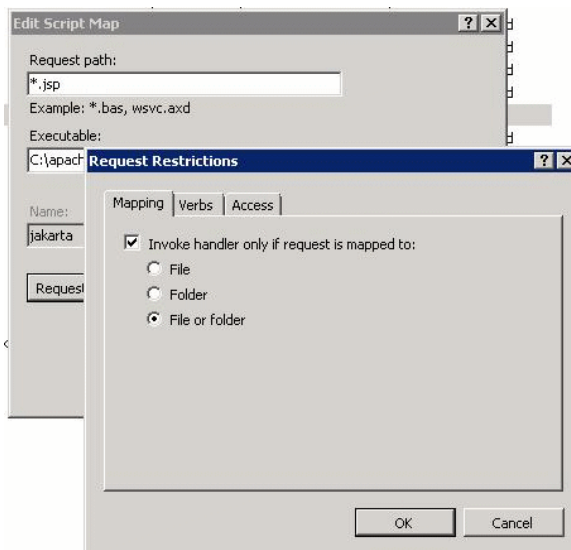 Edit Script Map
Request path:
*.jsp
Example: *.bas, wsvc.axd
Executable:
C:\apach
Request Restrictions
Name:
jakarta
Request
Mapping
Verbs
Access
Invoke handler only if request is mapped to:
File
Folder
File or folder
OK
Cancel